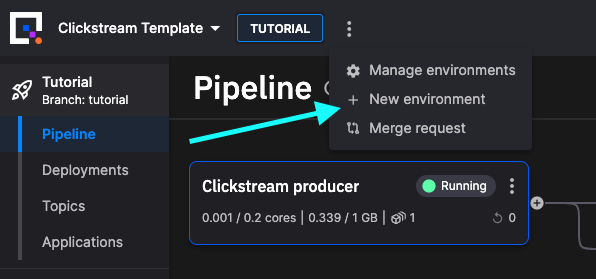 Clickstream Template
TUTORIAL
Manage environments
New environment
Merge request
Tutorial
Branch: tutorial
Pipeline
Deployments
Topics
Applications
Pipeline
Clickstream producer
Running
0.001 / 0.2 cores | 0.339 / 1 GB | 1
0